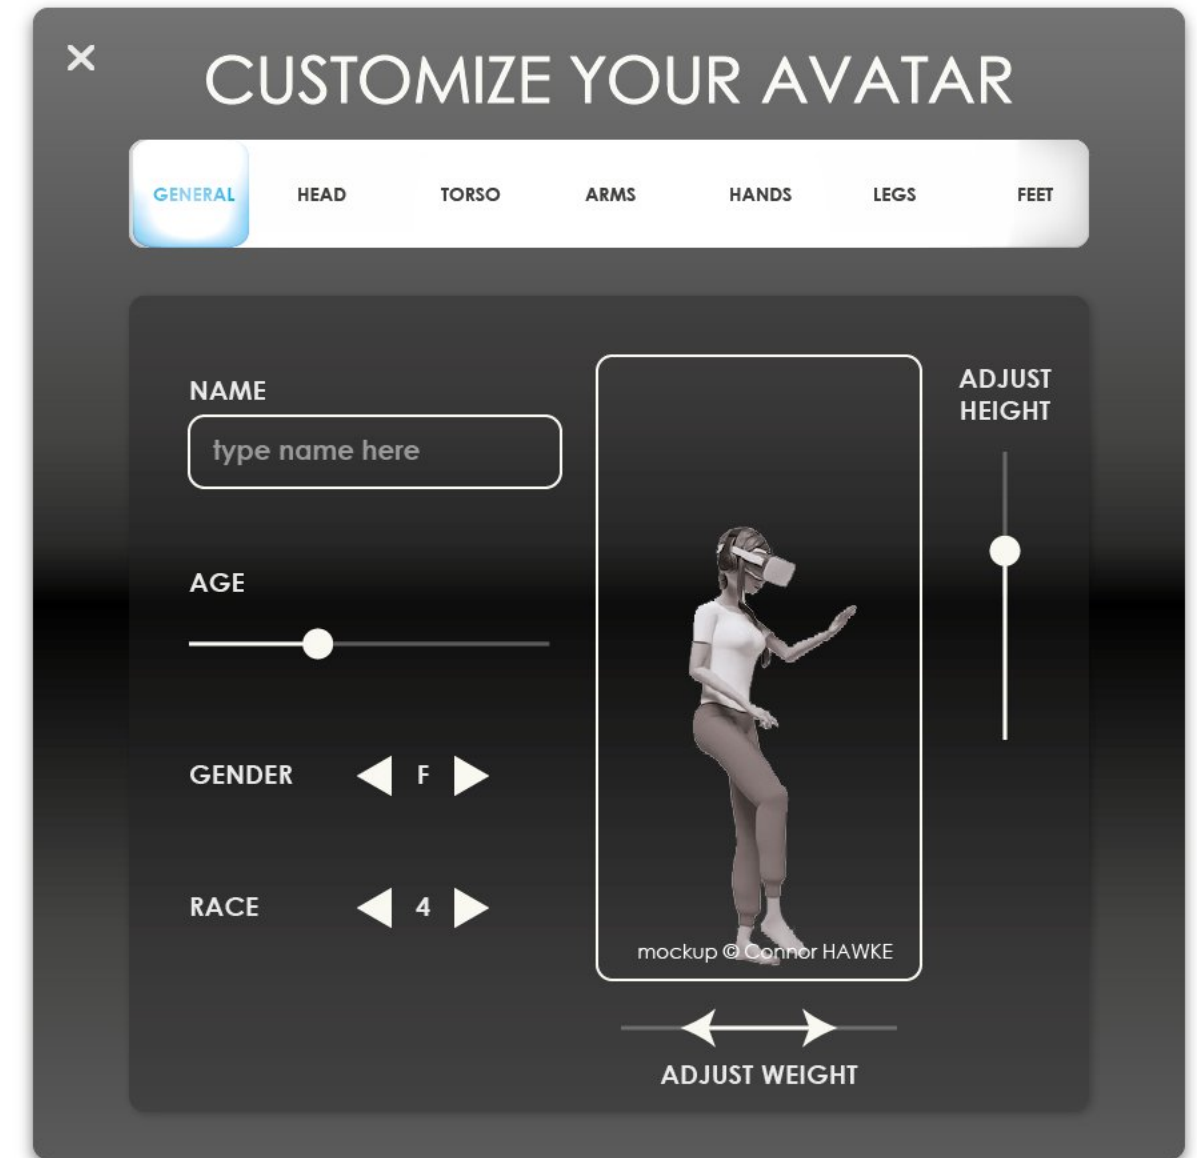 CUSTOMIZE YOUR AVATAR
GENERAL HEAD TORSO ARMS HANDS LEGS FEET
NAME
type name here
AGE
GENDER F
RACE 4
mockup © Connor HAWKE
ADJUST
HEIGHT
ADJUST WEIGHT